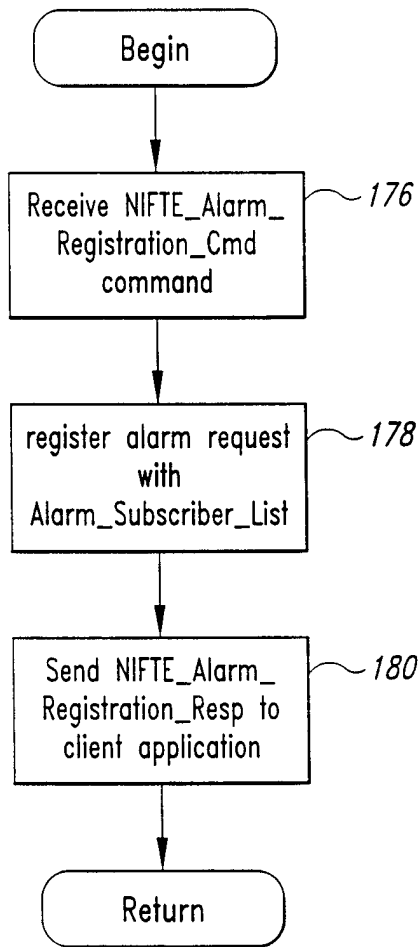 Begin
Receive NIFTE_Alarm_
Registration_Cmd
command
176
register alarm request
with
Alarm_Subscriber_List
178
Send NIFTE_Alarm_
Registration_Resp to
client application
180
Return